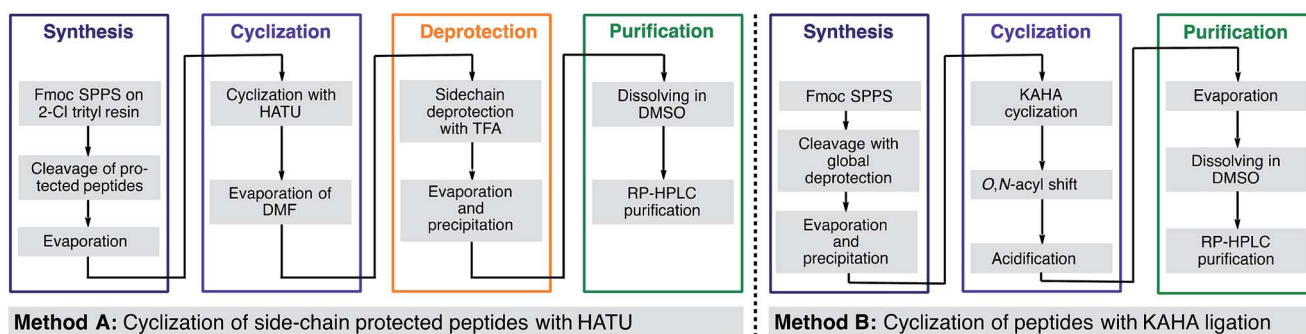 Synthesis
Fmoc SPPS on
2-Cl trityl resin
Cleavage of pro-
tected peptides
Evaporation
Cyclization
Cyclization with
HATU
Evaporation of
DMF
Deprotection
Sidechain
deprotection
with TFA
Evaporation
and
precipitation
Purification
Dissolving in
DMSO
RP-HPLC
purification
Method A: Cyclization of side-chain protected peptides with HATU
Synthesis
Fmoc SPPS
Cleavage with
global
deprotection
Evaporation and
precipitation
Cyclization
KAHA
cyclization
O,N-acyl shift
Acidification
Purification
Evaporation
Dissolving in
DMSO
RP-HPLC
purification
Method B: Cyclization of peptides with KAHA ligation